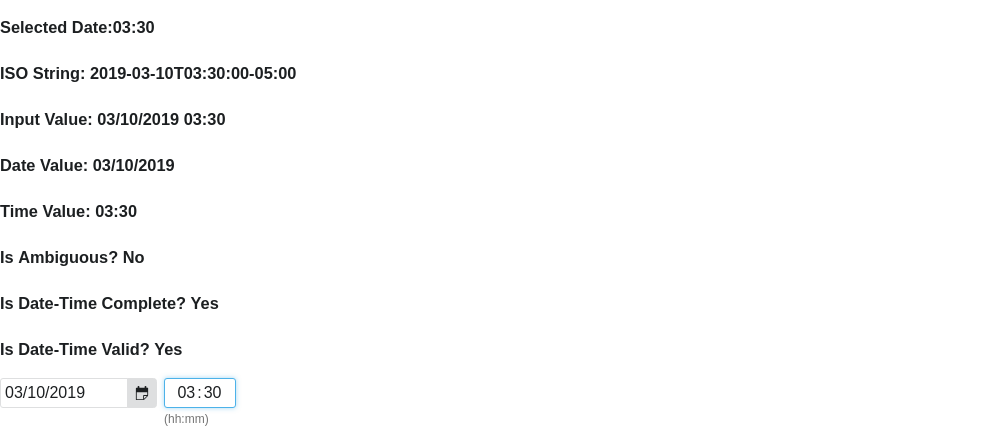 Selected Date:03:30
ISO String: 2019-03-10T03:30:00-05:00
Input Value: 03/10/2019 03:30
Date Value: 03/10/2019
Time Value: 03:30
Is Ambiguous? No
Is Date-Time Complete? Yes
Is Date-Time Valid? Yes
03/10/2019 03:30
(hh:mm)